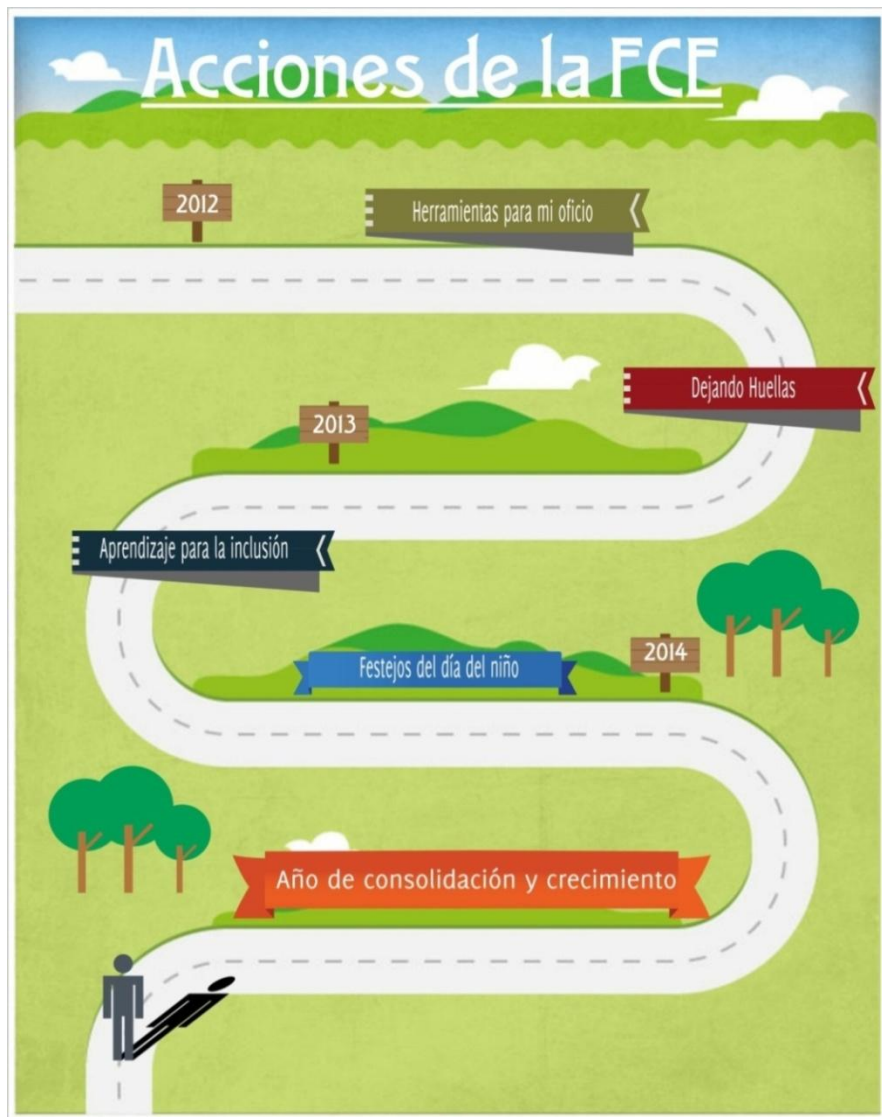 Acciones de la FCE
2012
Herramientas para mi oficio
Dejando Huellas
2013
Aprendizaje para la inclusión
Festejos del día del niño
2014
Año de consolidación y crecimiento